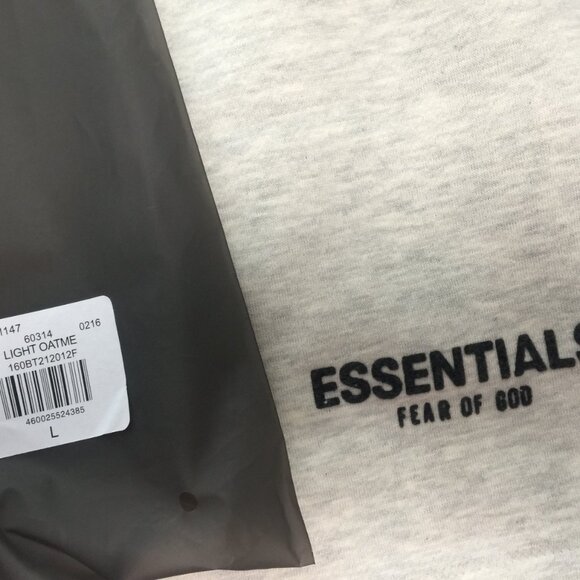 1147
60314
0216
LIGHT OATME
160BT212012F
460025524385
L
ESSENTIALS
FEAR OF GOD